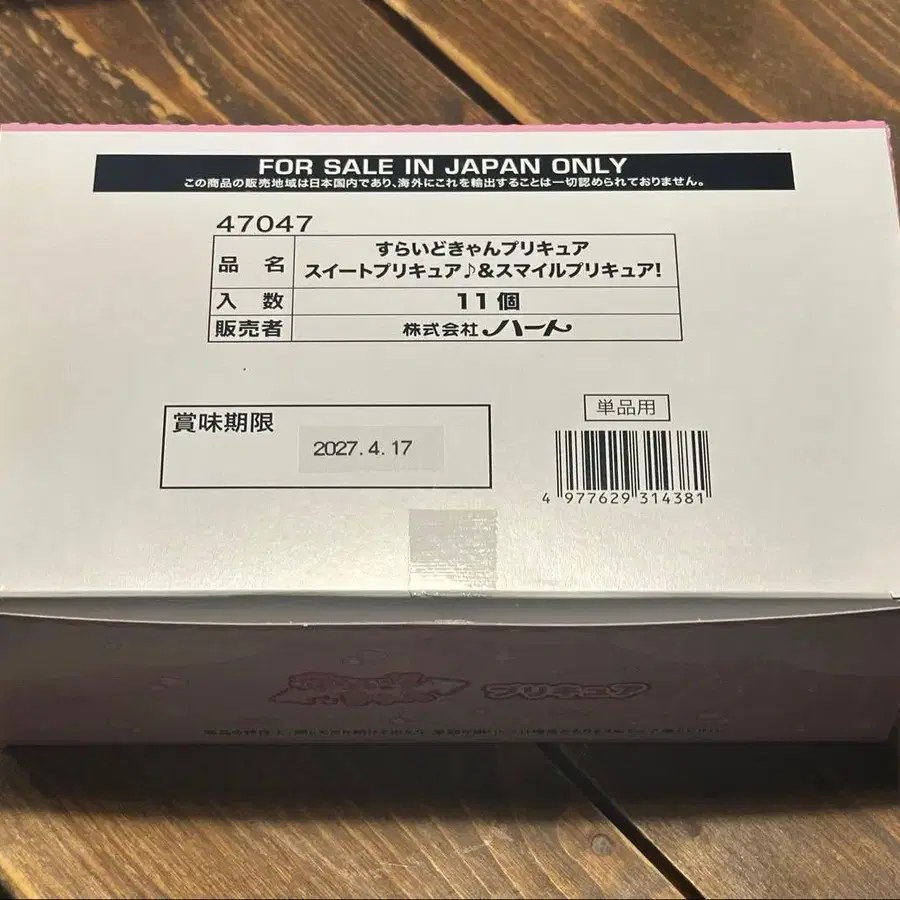 FOR SALE IN JAPAN ONLY
この商品の販売地域は日本国内であり、海外にこれを輸出することは一切認められておりません。
47047
品 名
すらいどきゃんプリキュア
スイートプリキュア♪&スマイルプリキュア!
入 数
11個
販売者
株式会社ハート
賞味期限
2027.4.17
単品用
4 977629 314381
プリキュア